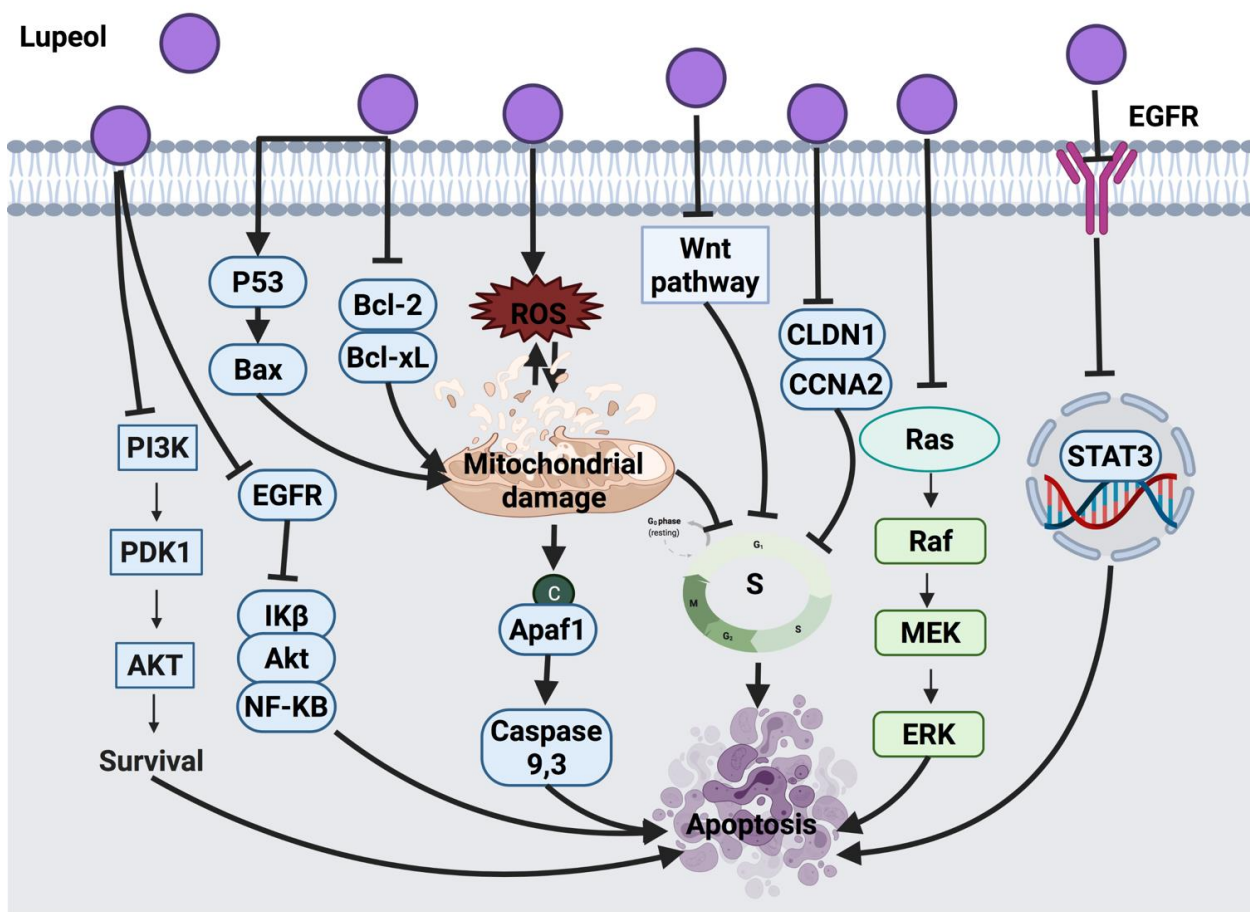 Lupeol
EGFR
P53
Bax
Bcl-2
Bcl-xL
ROS
Wnt
pathway
CLDN1
CCNA2
PI3K
PDK1
AKT
Survival
EGFR
IKβ
Akt
NF-KB
Mitochondrial
damage
C
Apaf1
Caspase
9,3
G₀ phase
(resting)
G₁
S
M
G₂
S
Ras
Raf
MEK
ERK
STAT3
Apoptosis